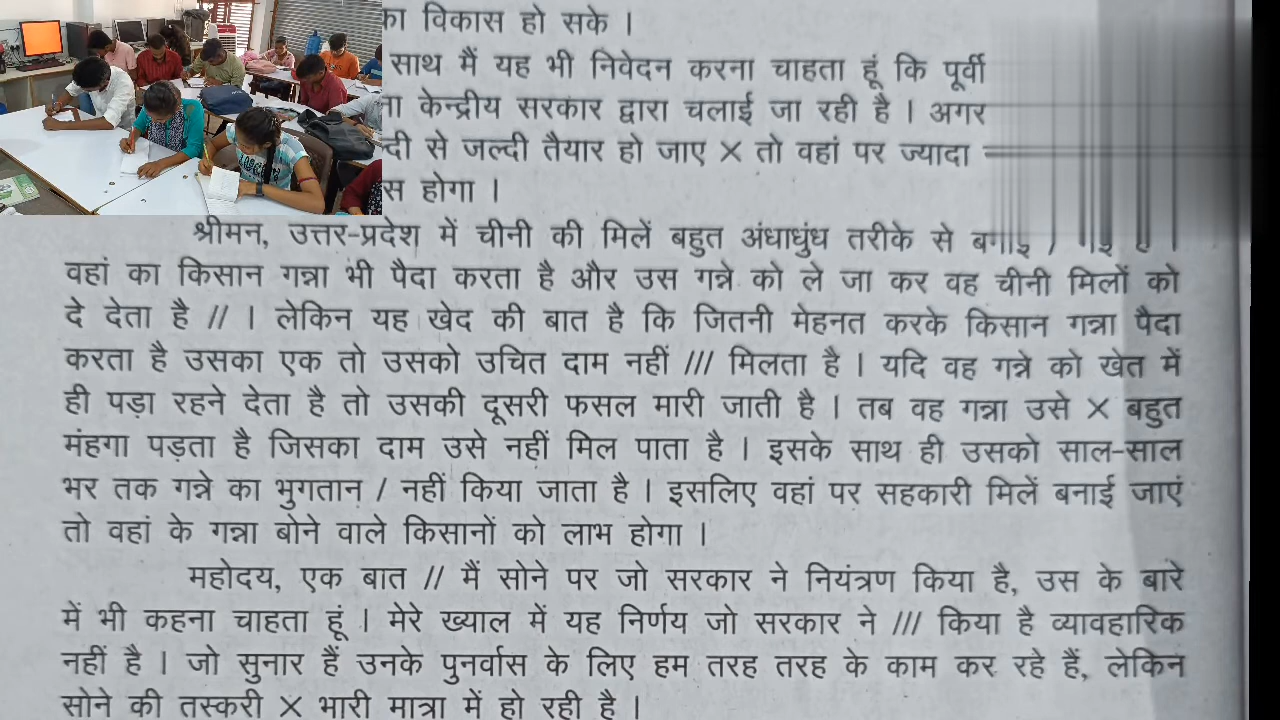 का विकास हो सके ।
साथ मैं यह भी निवेदन करना चाहता हूं कि पूर्वी
केन्द्रीय सरकार द्वारा चलाई जा रही है । अगर
से जल्दी तैयार हो जाए × तो वहां पर ज्यादा
होगा ।
श्रीमन, उत्तर-प्रदेश में चीनी की मिलें बहुत अंधाधुंध तरीके से
वहां का किसान गन्ना भी पैदा करता है और उस गन्ने को ले जा कर वह चीनी मिलों को
दे देता है // । लेकिन यह खेद की बात है कि जितनी मेहनत करके किसान गन्ना पैदा
करता है उसका एक तो उसको उचित दाम नहीं /// मिलता है । यदि वह गन्ने को खेत में
ही पड़ा रहने देता है तो उसकी दूसरी फसल मारी जाती है । तब वह गन्ना उसे × बहुत
मंहगा पड़ता है जिसका दाम उसे नहीं मिल पाता है । इसके साथ ही उसको साल-साल
भर तक गन्ने का भुगतान / नहीं किया जाता है । इसलिए वहां पर सहकारी मिलें बनाई जाएं
तो वहां के गन्ना बोने वाले किसानों को लाभ होगा ।
महोदय, एक बात // मैं सोने पर जो सरकार ने नियंत्रण किया है, उस के बारे
में भी कहना चाहता हूं । मेरे ख्याल में यह निर्णय जो सरकार ने /// किया है व्यावहारिक
नहीं है । जो सुनार हैं उनके पुनर्वास के लिए हम तरह तरह के काम कर रहे हैं, लेकिन
सोने की तस्करी × भारी मात्रा में हो रही है ।